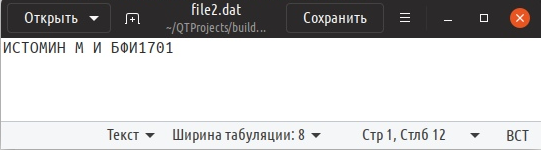 Открыть
file2.dat
~/QTProjects/build...
Сохранить
ИСТОМИН М И БФИ1701
Текст
Ширина табуляции: 8
Стр 1, Стлб 12
ВСТ